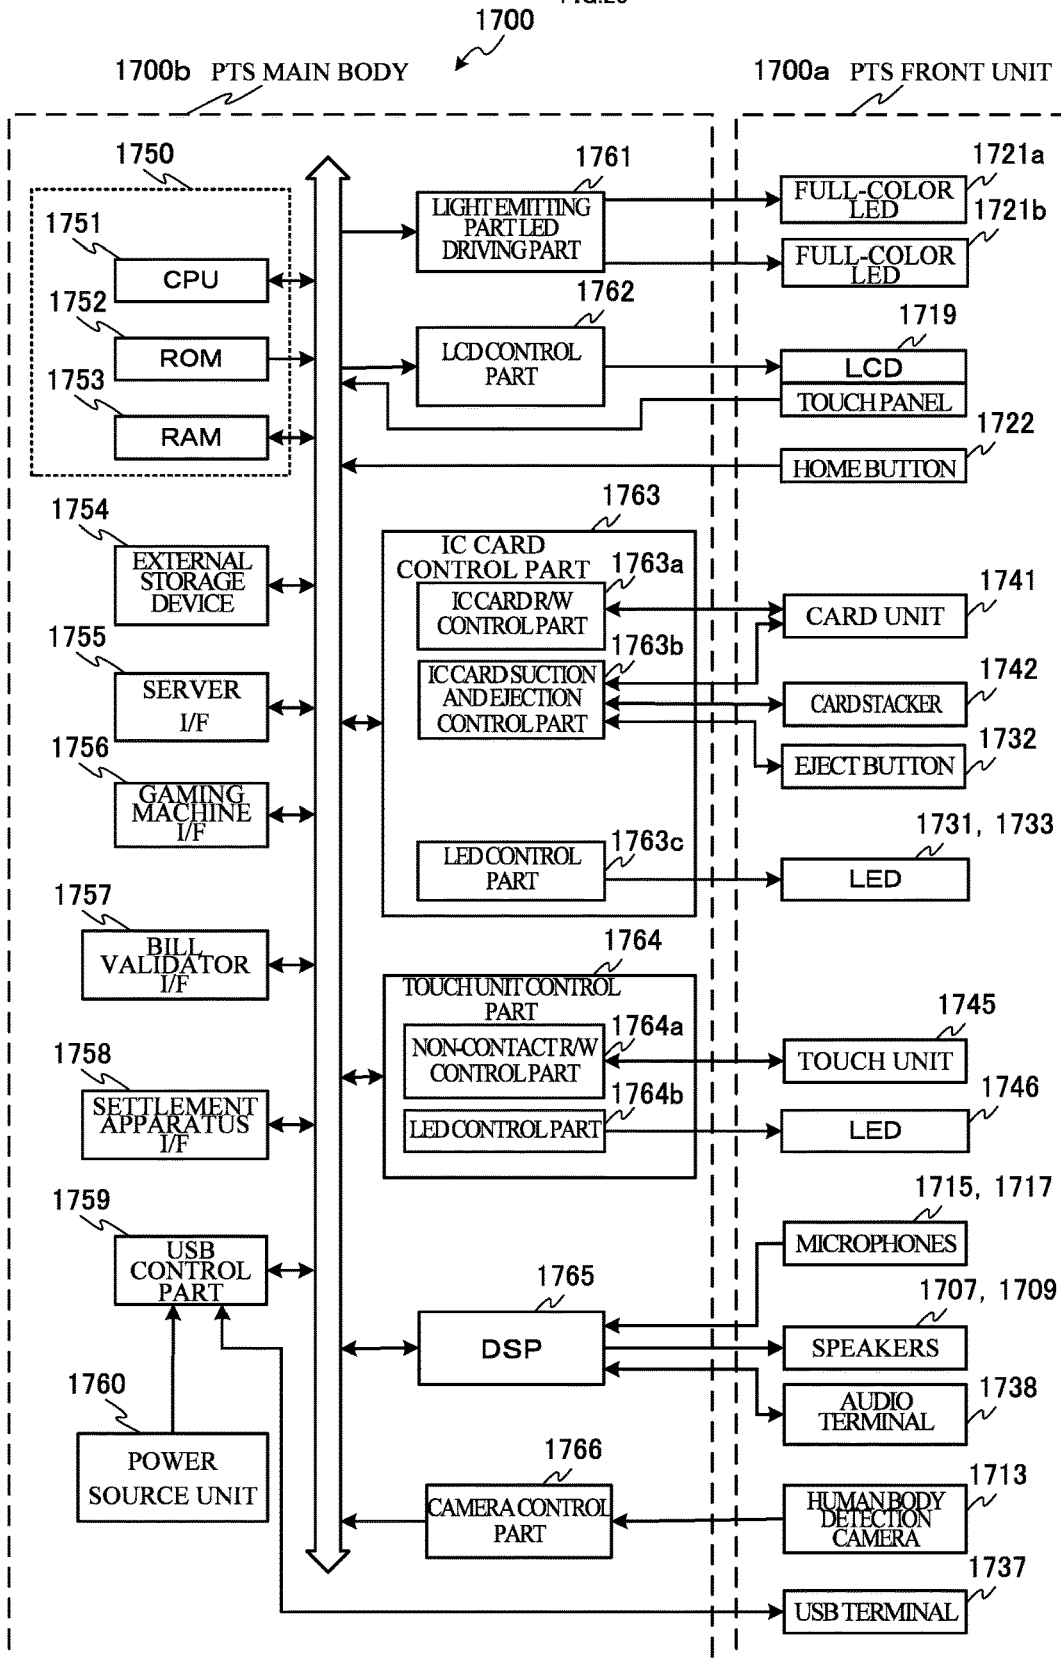 1700
1700b PTS MAIN BODY
1700a PTS FRONT UNIT
1750
1751
CPU
1752
ROM
1753
RAM
1754
EXTERNAL
STORAGE
DEVICE
1755
SERVER
I/F
1756
GAMING
MACHINE
I/F
1757
BILL
VALIDATOR
I/F
1758
SETTLEMENT
APPARATUS
I/F
1759
USB
CONTROL
PART
1760
POWER
SOURCE UNIT
1761
LIGHT EMITTING
PART LED
DRIVING PART
1762
LCD CONTROL
PART
1763
IC CARD
CONTROL PART
1763a
IC CARD R/W
CONTROL PART
1763b
IC CARD SUCTION
AND EJECTION
CONTROL PART
1763c
LED CONTROL
PART
1764
TOUCH UNIT CONTROL
PART
1764a
NON-CONTACT R/W
CONTROL PART
1764b
LED CONTROL PART
1765
DSP
1766
CAMERA CONTROL
PART
1721a
FULL-COLOR
LED
1721b
FULL-COLOR
LED
1719
LCD
TOUCH PANEL
1722
HOME BUTTON
1741
CARD UNIT
1742
CARD STACKER
1732
EJECT BUTTON
1731, 1733
LED
1745
TOUCH UNIT
1746
LED
1715, 1717
MICROPHONES
1707, 1709
SPEAKERS
1738
AUDIO
TERMINAL
1713
HUMAN BODY
DETECTION
CAMERA
1737
USB TERMINAL